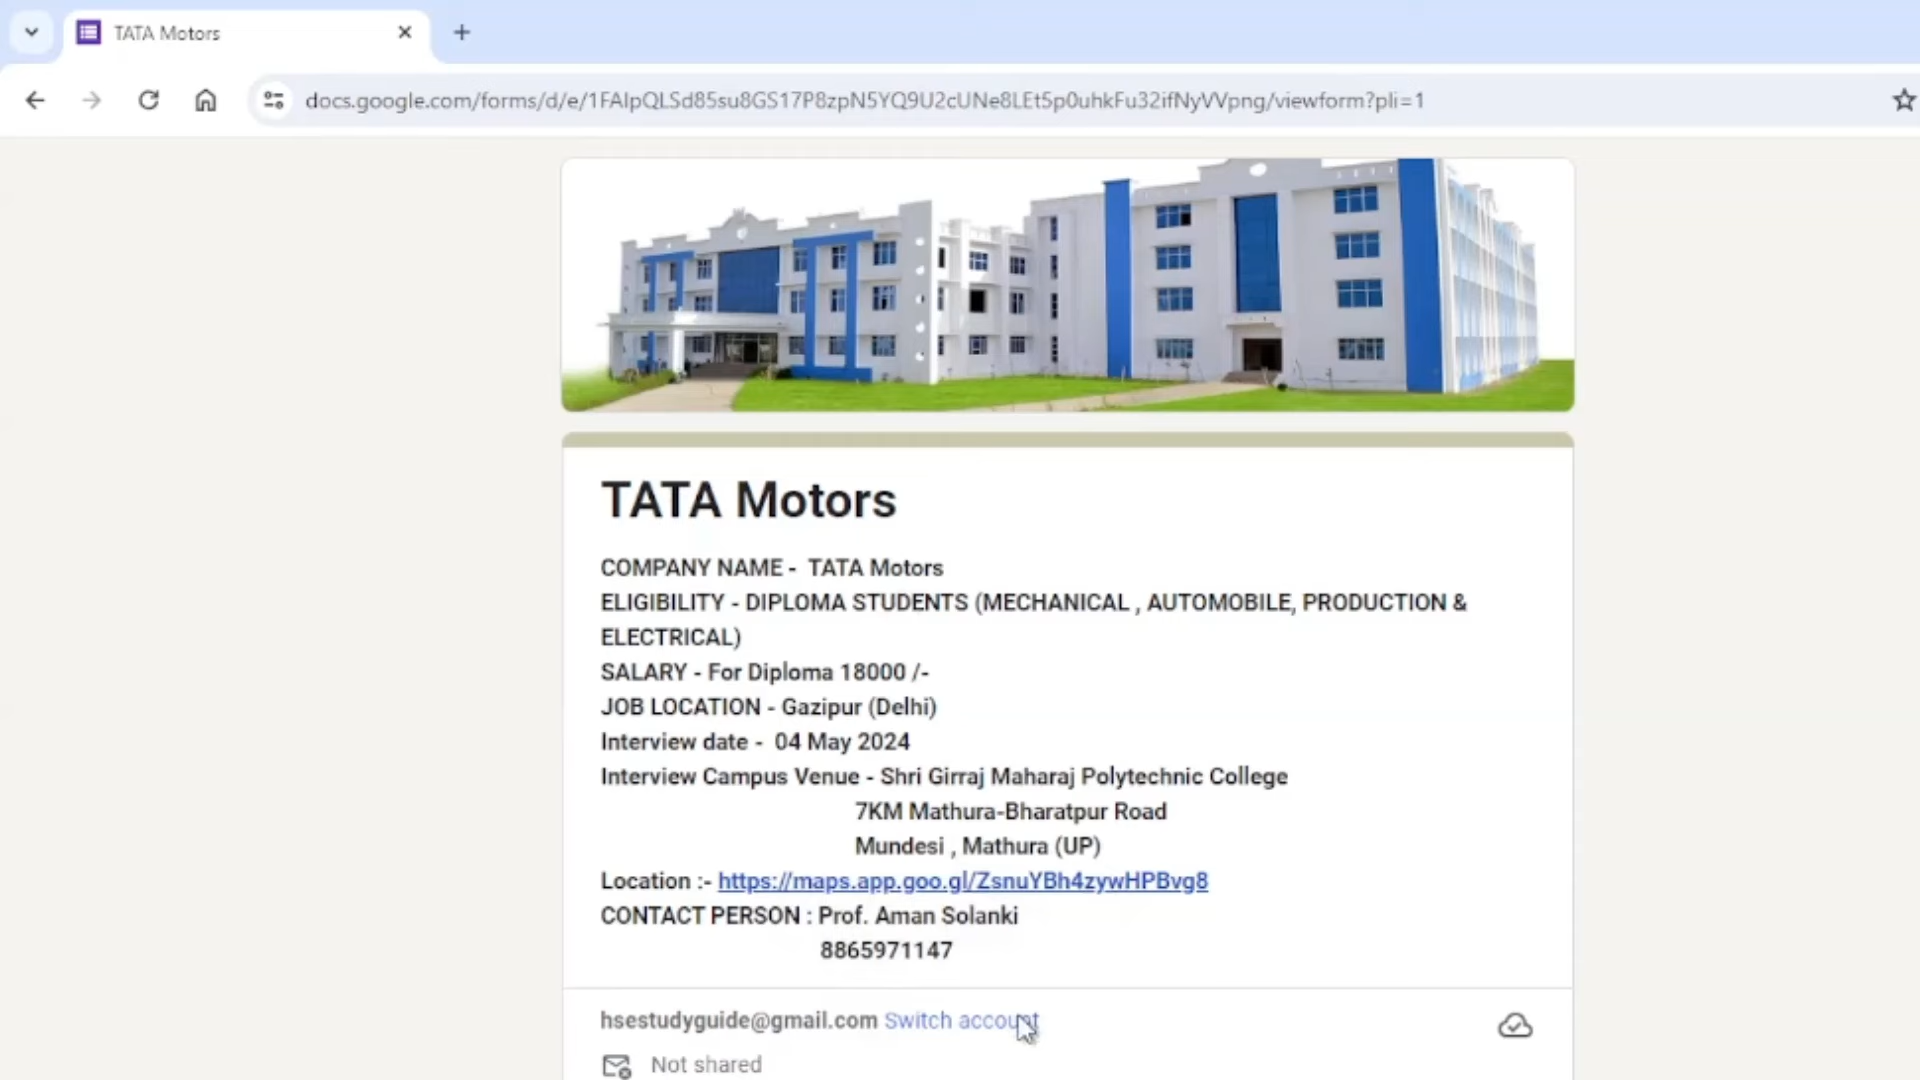 TATA Motors
docs.google.com/forms/d/e/1FAIpQLSd85su8GS17P8zpN5YQ9U2cUNe8LEt5p0uhkFu32ifNyVVpng/viewform?pli=1
TATA Motors
COMPANY NAME - TATA Motors
ELIGIBILITY - DIPLOMA STUDENTS (MECHANICAL , AUTOMOBILE, PRODUCTION &
ELECTRICAL)
SALARY - For Diploma 18000 /-
JOB LOCATION - Gazipur (Delhi)
Interview date - 04 May 2024
Interview Campus Venue - Shri Girraj Maharaj Polytechnic College
7KM Mathura-Bharatpur Road
Mundesi , Mathura (UP)
Location :- https://maps.app.goo.gl/ZsnuYBh4zywHPBvg8
CONTACT PERSON : Prof. Aman Solanki
8865971147
hsestudyguide@gmail.com Switch account
Not shared